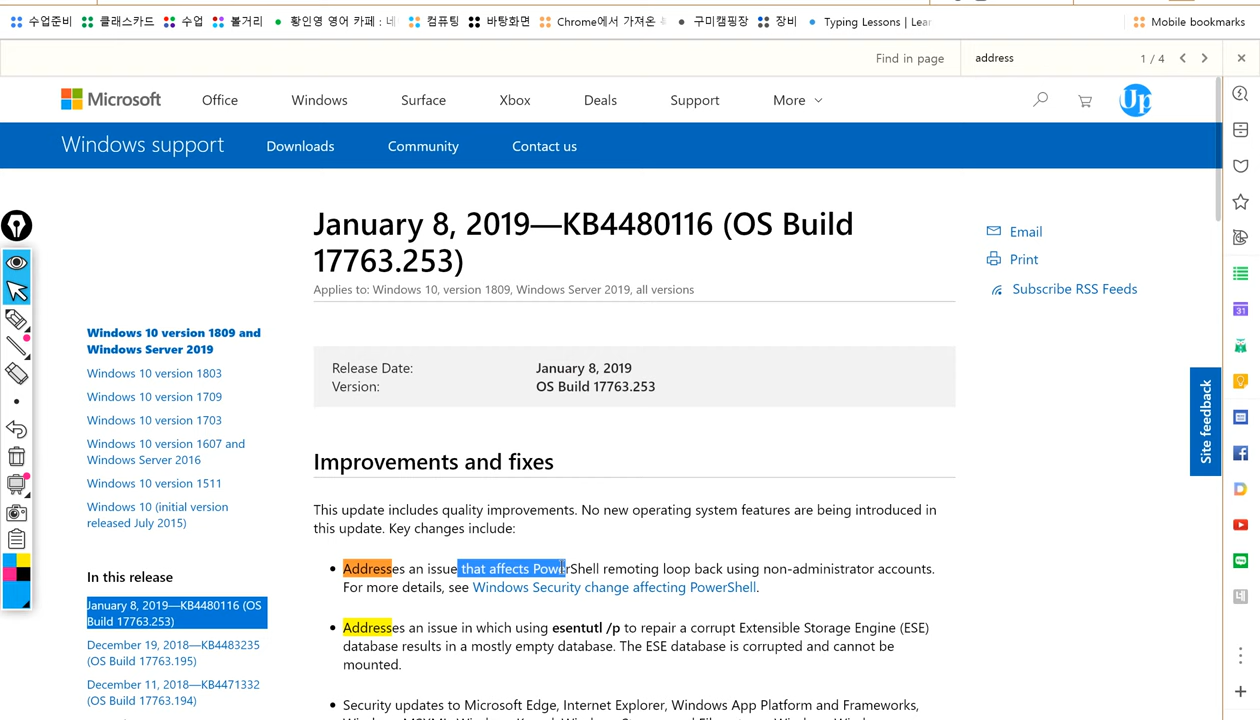 수업준비 클래스카드 수업 볼거리 황인영 영어 카페 : 네 컴퓨팅 바탕화면 Chrome에서 가져온 구미캠핑장 장비 Typing Lessons | Lear Mobile bookmarks
Find in page address 1 / 4
Microsoft Office Windows Surface Xbox Deals Support More Up
Windows support Downloads Community Contact us
January 8, 2019—KB4480116 (OS Build
17763.253)
Applies to: Windows 10, version 1809, Windows Server 2019, all versions
Email
Print
Subscribe RSS Feeds
Windows 10 version 1809 and
Windows Server 2019
Windows 10 version 1803
Windows 10 version 1709
Windows 10 version 1703
Windows 10 version 1607 and
Windows Server 2016
Windows 10 version 1511
Windows 10 (initial version
released July 2015)
In this release
January 8, 2019—KB4480116 (OS
Build 17763.253)
December 19, 2018—KB4483235
(OS Build 17763.195)
December 11, 2018—KB4471332
(OS Build 17763.194)
Release Date: January 8, 2019
Version: OS Build 17763.253
Improvements and fixes
This update includes quality improvements. No new operating system features are being introduced in
this update. Key changes include:
Addresses an issue that affects PowerShell remoting loop back using non-administrator accounts.
For more details, see Windows Security change affecting PowerShell.
Addresses an issue in which using esentutl /p to repair a corrupt Extensible Storage Engine (ESE)
database results in a mostly empty database. The ESE database is corrupted and cannot be
mounted.
Security updates to Microsoft Edge, Internet Explorer, Windows App Platform and Frameworks,
Site feedback
31